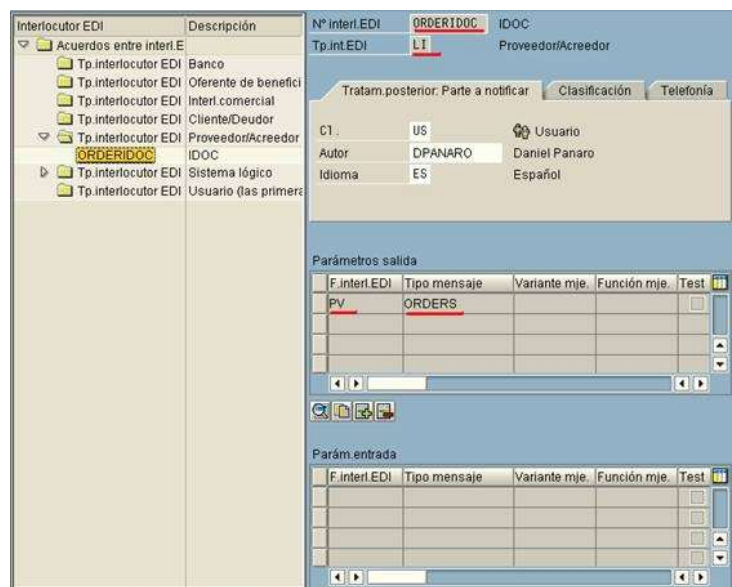 Interlocutor EDI Descripción
Acuerdos entre interl.E
Tp.interlocutor EDI Banco
Tp.interlocutor EDI Oferente de benefici
Tp.interlocutor EDI Interl.comercial
Tp.interlocutor EDI Cliente/Deudor
Tp.interlocutor EDI Proveedor/Acreedor
ORDERIDOC IDOC
Tp.interlocutor EDI Sistema lógico
Tp.interlocutor EDI Usuario (las primera
Nº interl.EDI ORDERIDOC IDOC
Tp.int.EDI LI Proveedor/Acreedor
Tratam.posterior: Parte a notificar Clasificación Telefonía
Cl. US Usuario
Autor DPANARO Daniel Panaro
Idioma ES Español
Parámetros salida
F.interl.EDI Tipo mensaje Variante mje. Función mje. Test
PV ORDERS
Parám.entrada
F.interl.EDI Tipo mensaje Variante mje. Función mje. Test